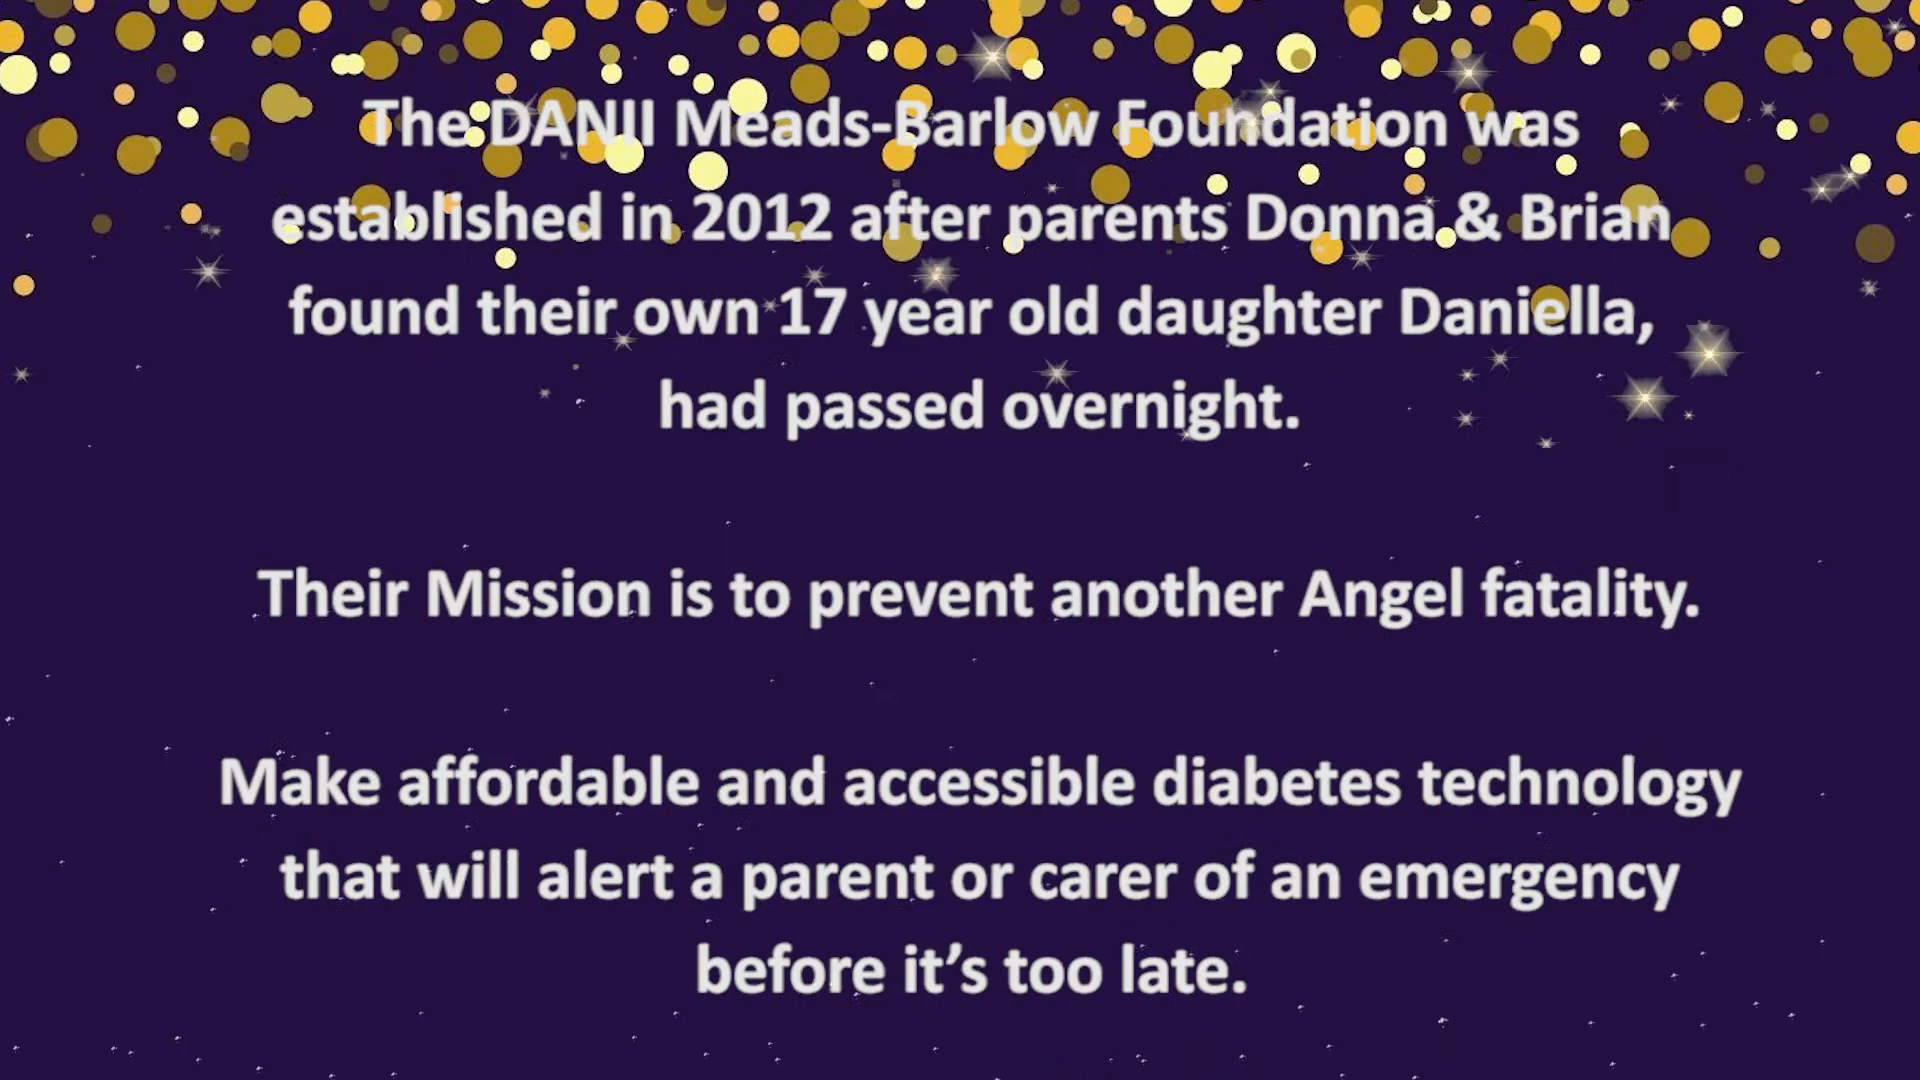 The DANII Meads-Barlow Foundation was
established in 2012 after parents Donna & Brian
found their own 17 year old daughter Daniella,
had passed overnight.
Their Mission is to prevent another Angel fatality.
Make affordable and accessible diabetes technology
that will alert a parent or carer of an emergency
before it’s too late.